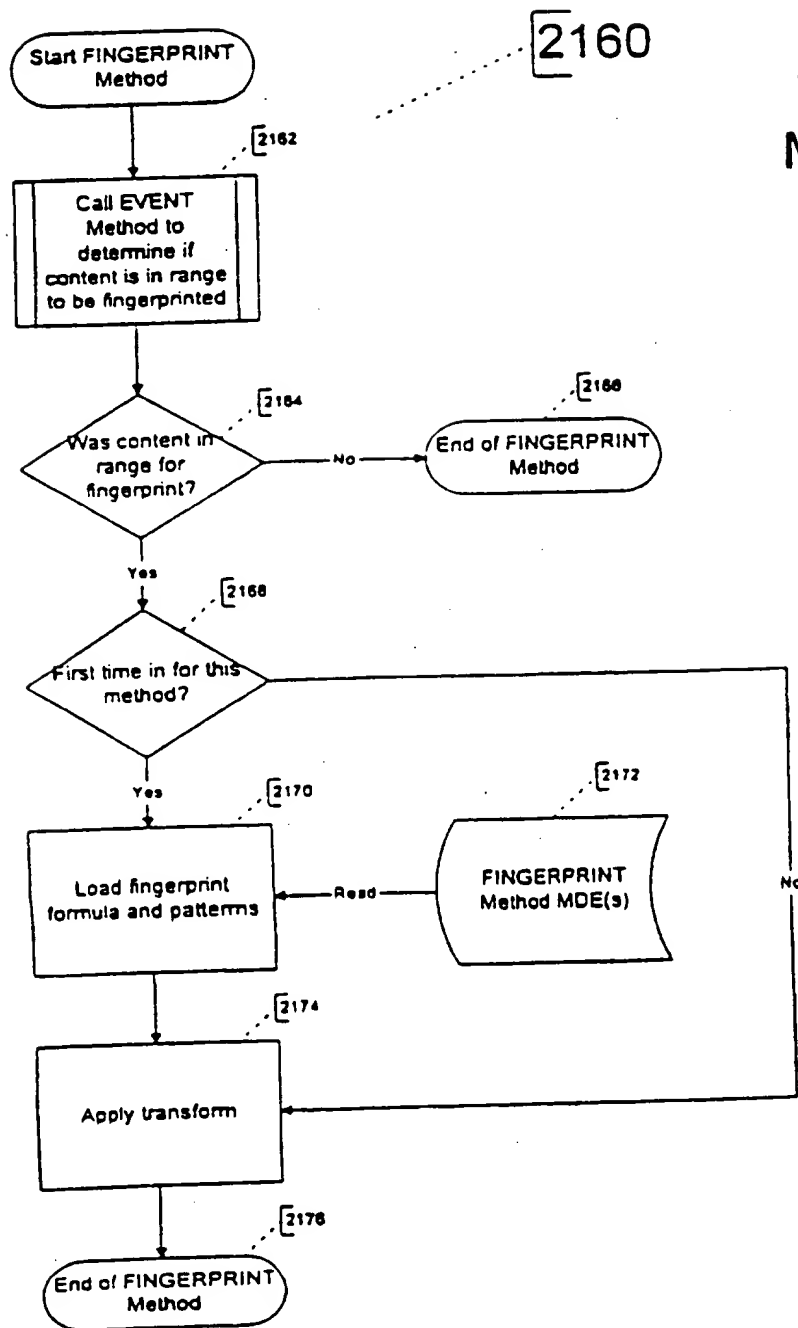 2160
Start FINGERPRINT
Method
2162
Call EVENT
Method to
determine if
content is in range
to be fingerprinted
2164
Was content in
range for
fingerprint?
No
2166
End of FINGERPRINT
Method
Yes
2168
First time in for this
method?
Yes
No
2170
Load fingerprint
formula and patterms
2172
FINGERPRINT
Method MDE(s)
Read
2174
Apply transform
2176
End of FINGERPRINT
Method